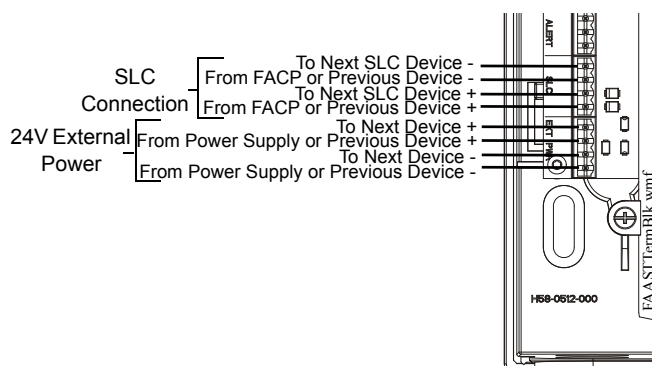 ALERT
SLC
Connection
To Next SLC Device -
From FACP or Previous Device -
To Next SLC Device +
From FACP or Previous Device +
SLC
24V External
Power
To Next Device +
From Power Supply or Previous Device +
To Next Device -
From Power Supply or Previous Device -
EXT PWR
H58-0512-000
FAASTTermBlk.wmf